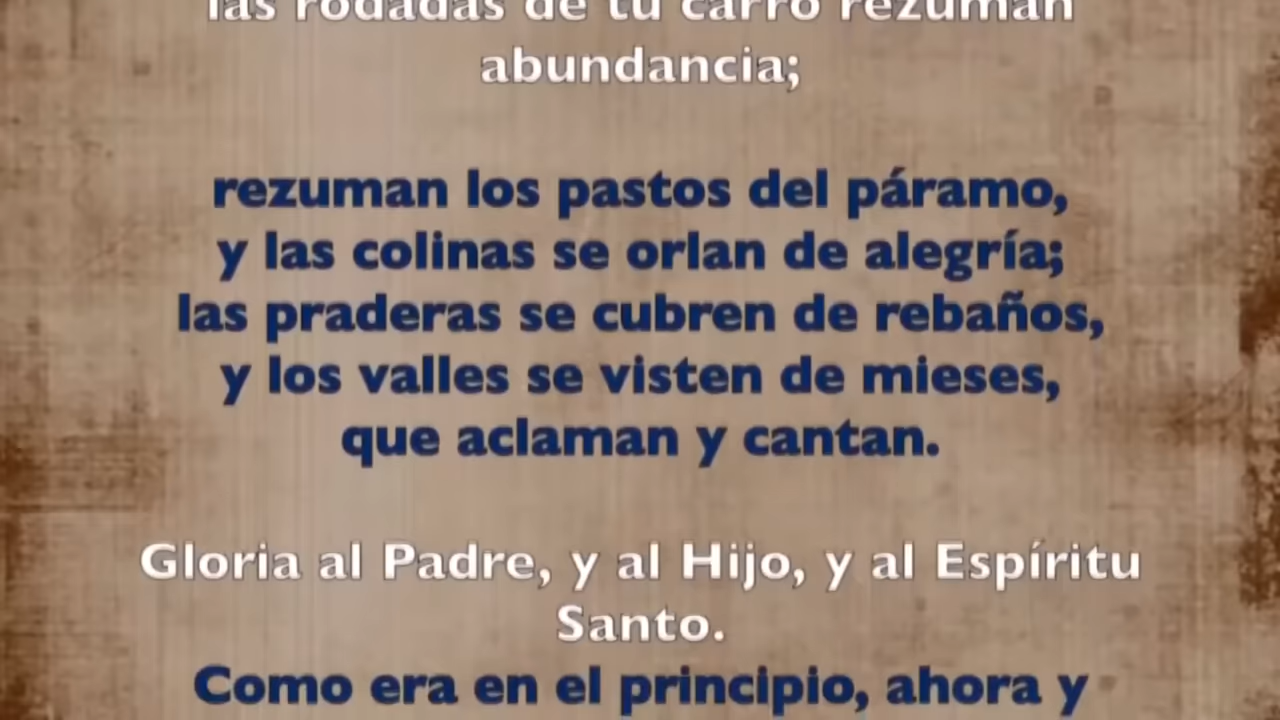 las rodadas de tu carro rezuman
abundancia;
rezuman los pastos del páramo,
y las colinas se orlan de alegría;
las praderas se cubren de rebaños,
y los valles se visten de mieses,
que aclaman y cantan.
Gloria al Padre, y al Hijo, y al Espíritu
Santo.
Como era en el principio, ahora y